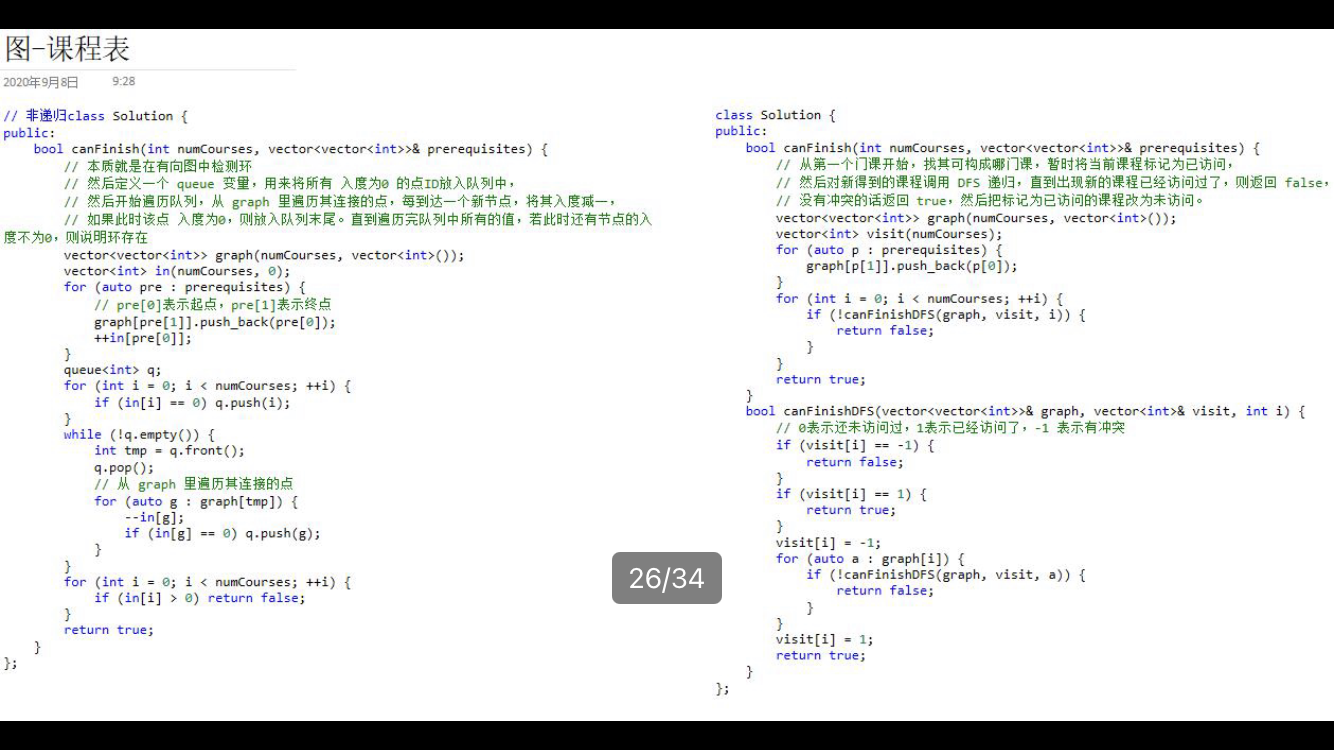 图-课程表
2020年9月8日 9:28
// 非递归class Solution {
public:
    bool canFinish(int numCourses, vector<vector<int>>& prerequisites) {
        // 本质就是在有向图中检测环
        // 然后定义一个 queue 变量，用来将所有 入度为0 的点ID放入队列中，
        // 然后开始遍历队列，从 graph 里遍历其连接的点，每到达一个新节点，将其入度减一，
        // 如果此时该点 入度为0，则放入队列末尾。直到遍历完队列中所有的值，若此时还有节点的入
度不为0，则说明环存在
        vector<vector<int>> graph(numCourses, vector<int>());
        vector<int> in(numCourses, 0);
        for (auto pre : prerequisites) {
            // pre[0]表示起点，pre[1]表示终点
            graph[pre[1]].push_back(pre[0]);
            ++in[pre[0]];
        }
        queue<int> q;
        for (int i = 0; i < numCourses; ++i) {
            if (in[i] == 0) q.push(i);
        }
        while (!q.empty()) {
            int tmp = q.front();
            q.pop();
            // 从 graph 里遍历其连接的点
            for (auto g : graph[tmp]) {
                --in[g];
                if (in[g] == 0) q.push(g);
            }
        }
        for (int i = 0; i < numCourses; ++i) {
            if (in[i] > 0) return false;
        }
        return true;
    }
};
class Solution {
public:
    bool canFinish(int numCourses, vector<vector<int>>& prerequisites) {
        // 从第一个门课开始，找其可构成哪门课，暂时将当前课程标记为已访问，
        // 然后对新得到的课程调用 DFS 递归，直到出现新的课程已经访问过了，则返回 false，
        // 没有冲突的话返回 true，然后把标记为已访问的课程改为未访问。
        vector<vector<int>> graph(numCourses, vector<int>());
        vector<int> visit(numCourses);
        for (auto p : prerequisites) {
            graph[p[1]].push_back(p[0]);
        }
        for (int i = 0; i < numCourses; ++i) {
            if (!canFinishDFS(graph, visit, i)) {
                return false;
            }
        }
        return true;
    }
    bool canFinishDFS(vector<vector<int>>& graph, vector<int>& visit, int i) {
        // 0表示还未访问过，1表示已经访问了，-1 表示有冲突
        if (visit[i] == -1) {
            return false;
        }
        if (visit[i] == 1) {
            return true;
        }
        visit[i] = -1;
        for (auto a : graph[i]) {
            if (!canFinishDFS(graph, visit, a)) {
                return false;
            }
        }
        visit[i] = 1;
        return true;
    }
};
26/34